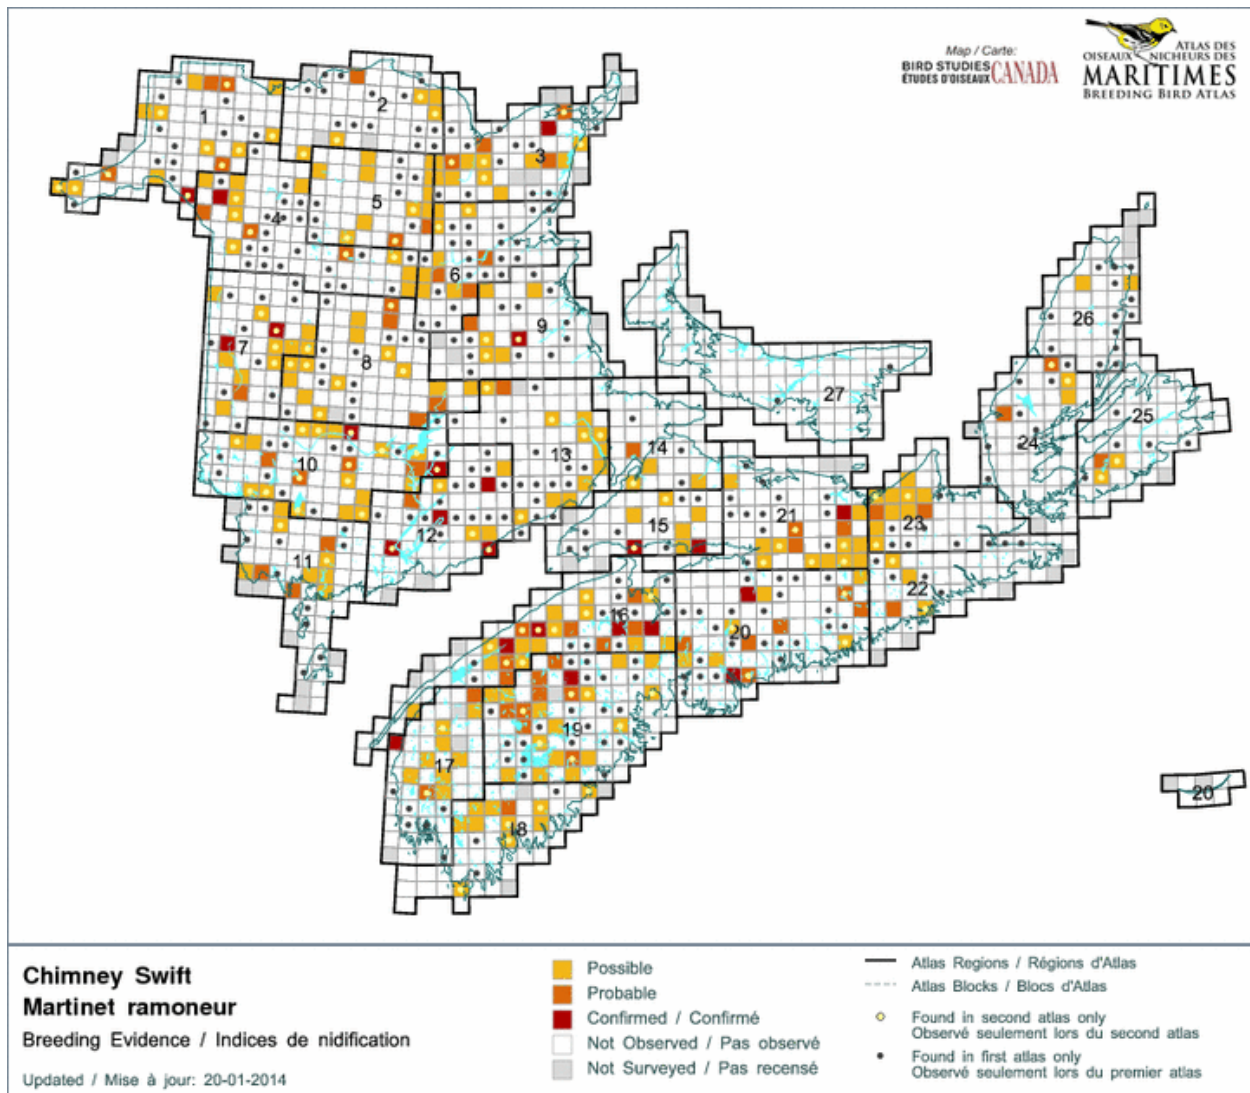 Map / Carte:
BIRD STUDIES
ÉTUDES D'OISEAUX CANADA
ATLAS DES
OISEAUX NICHEURS DES
MARITIMES
BREEDING BIRD ATLAS
1
2
3
4
5
6
7
8
9
10
11
12
13
14
15
16
17
18
19
20
21
22
23
24
25
26
27
20
Chimney Swift
Martinet ramoneur
Breeding Evidence / Indices de nidification
Updated / Mise à jour: 20-01-2014
Possible
Probable
Confirmed / Confirmé
Not Observed / Pas observé
Not Surveyed / Pas recensé
Atlas Regions / Régions d'Atlas
Atlas Blocks / Blocs d'Atlas
Found in second atlas only
Observé seulement lors du second atlas
Found in first atlas only
Observé seulement lors du premier atlas